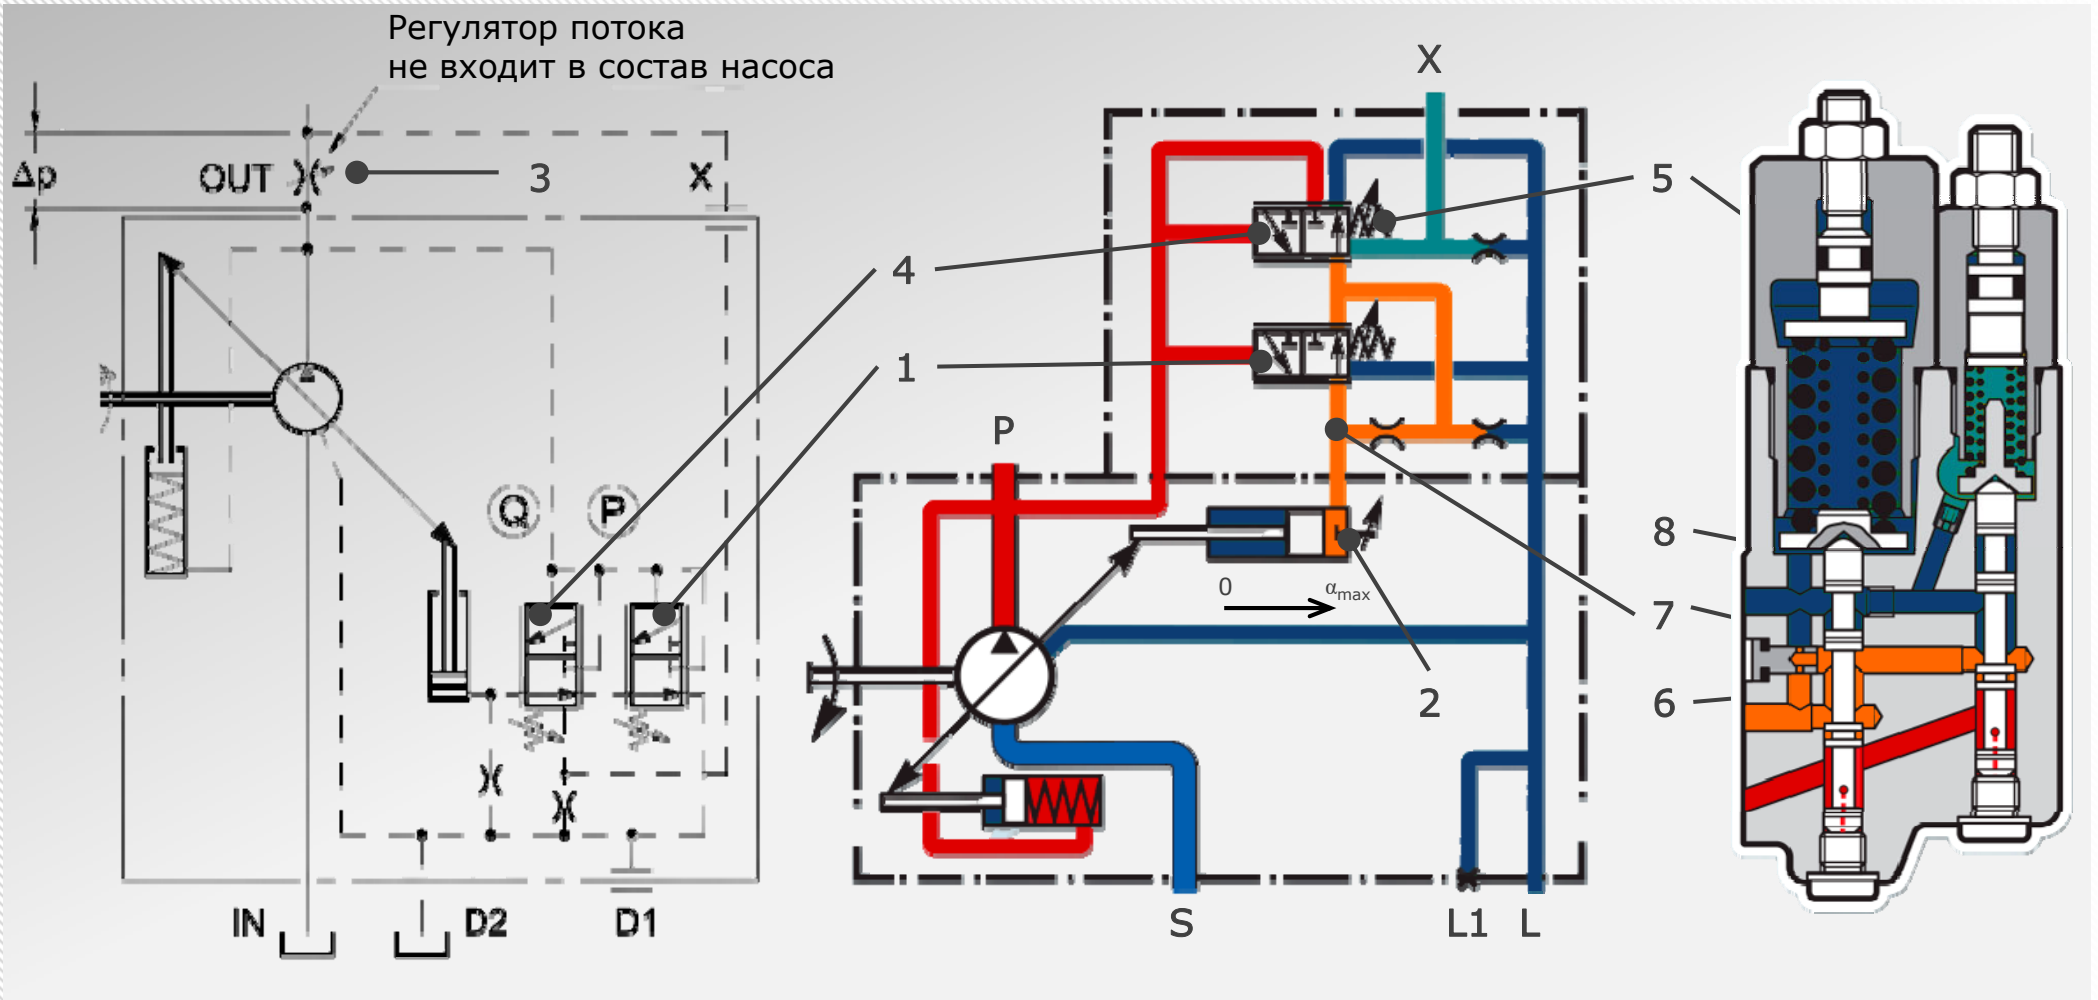 Регулятор потока
не входит в состав насоса
Δp
OUT
3
X
Q
P
IN
D2
D1
4
1
X
P
0
αmax
2
S
L1
L
5
8
7
6